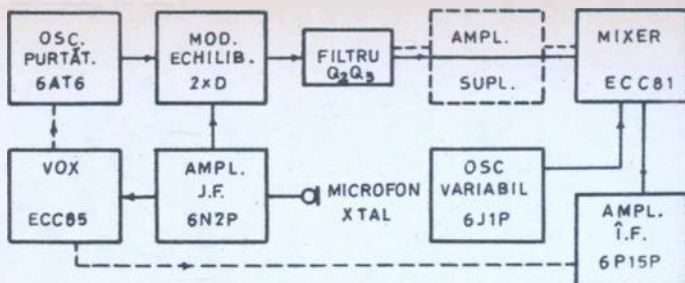 OSC.
PURTĂT.
6AT6
MOD.
ECHILIB.
2xD
FILTRU
Q2Q3
AMPL.
SUPL.
MIXER
ECC81
VOX
ECC85
AMPL.
J.F.
6N2P
MICROFON
XTAL
OSC
VARIABIL
6J1P
AMPL.
Î.F.
6P15P